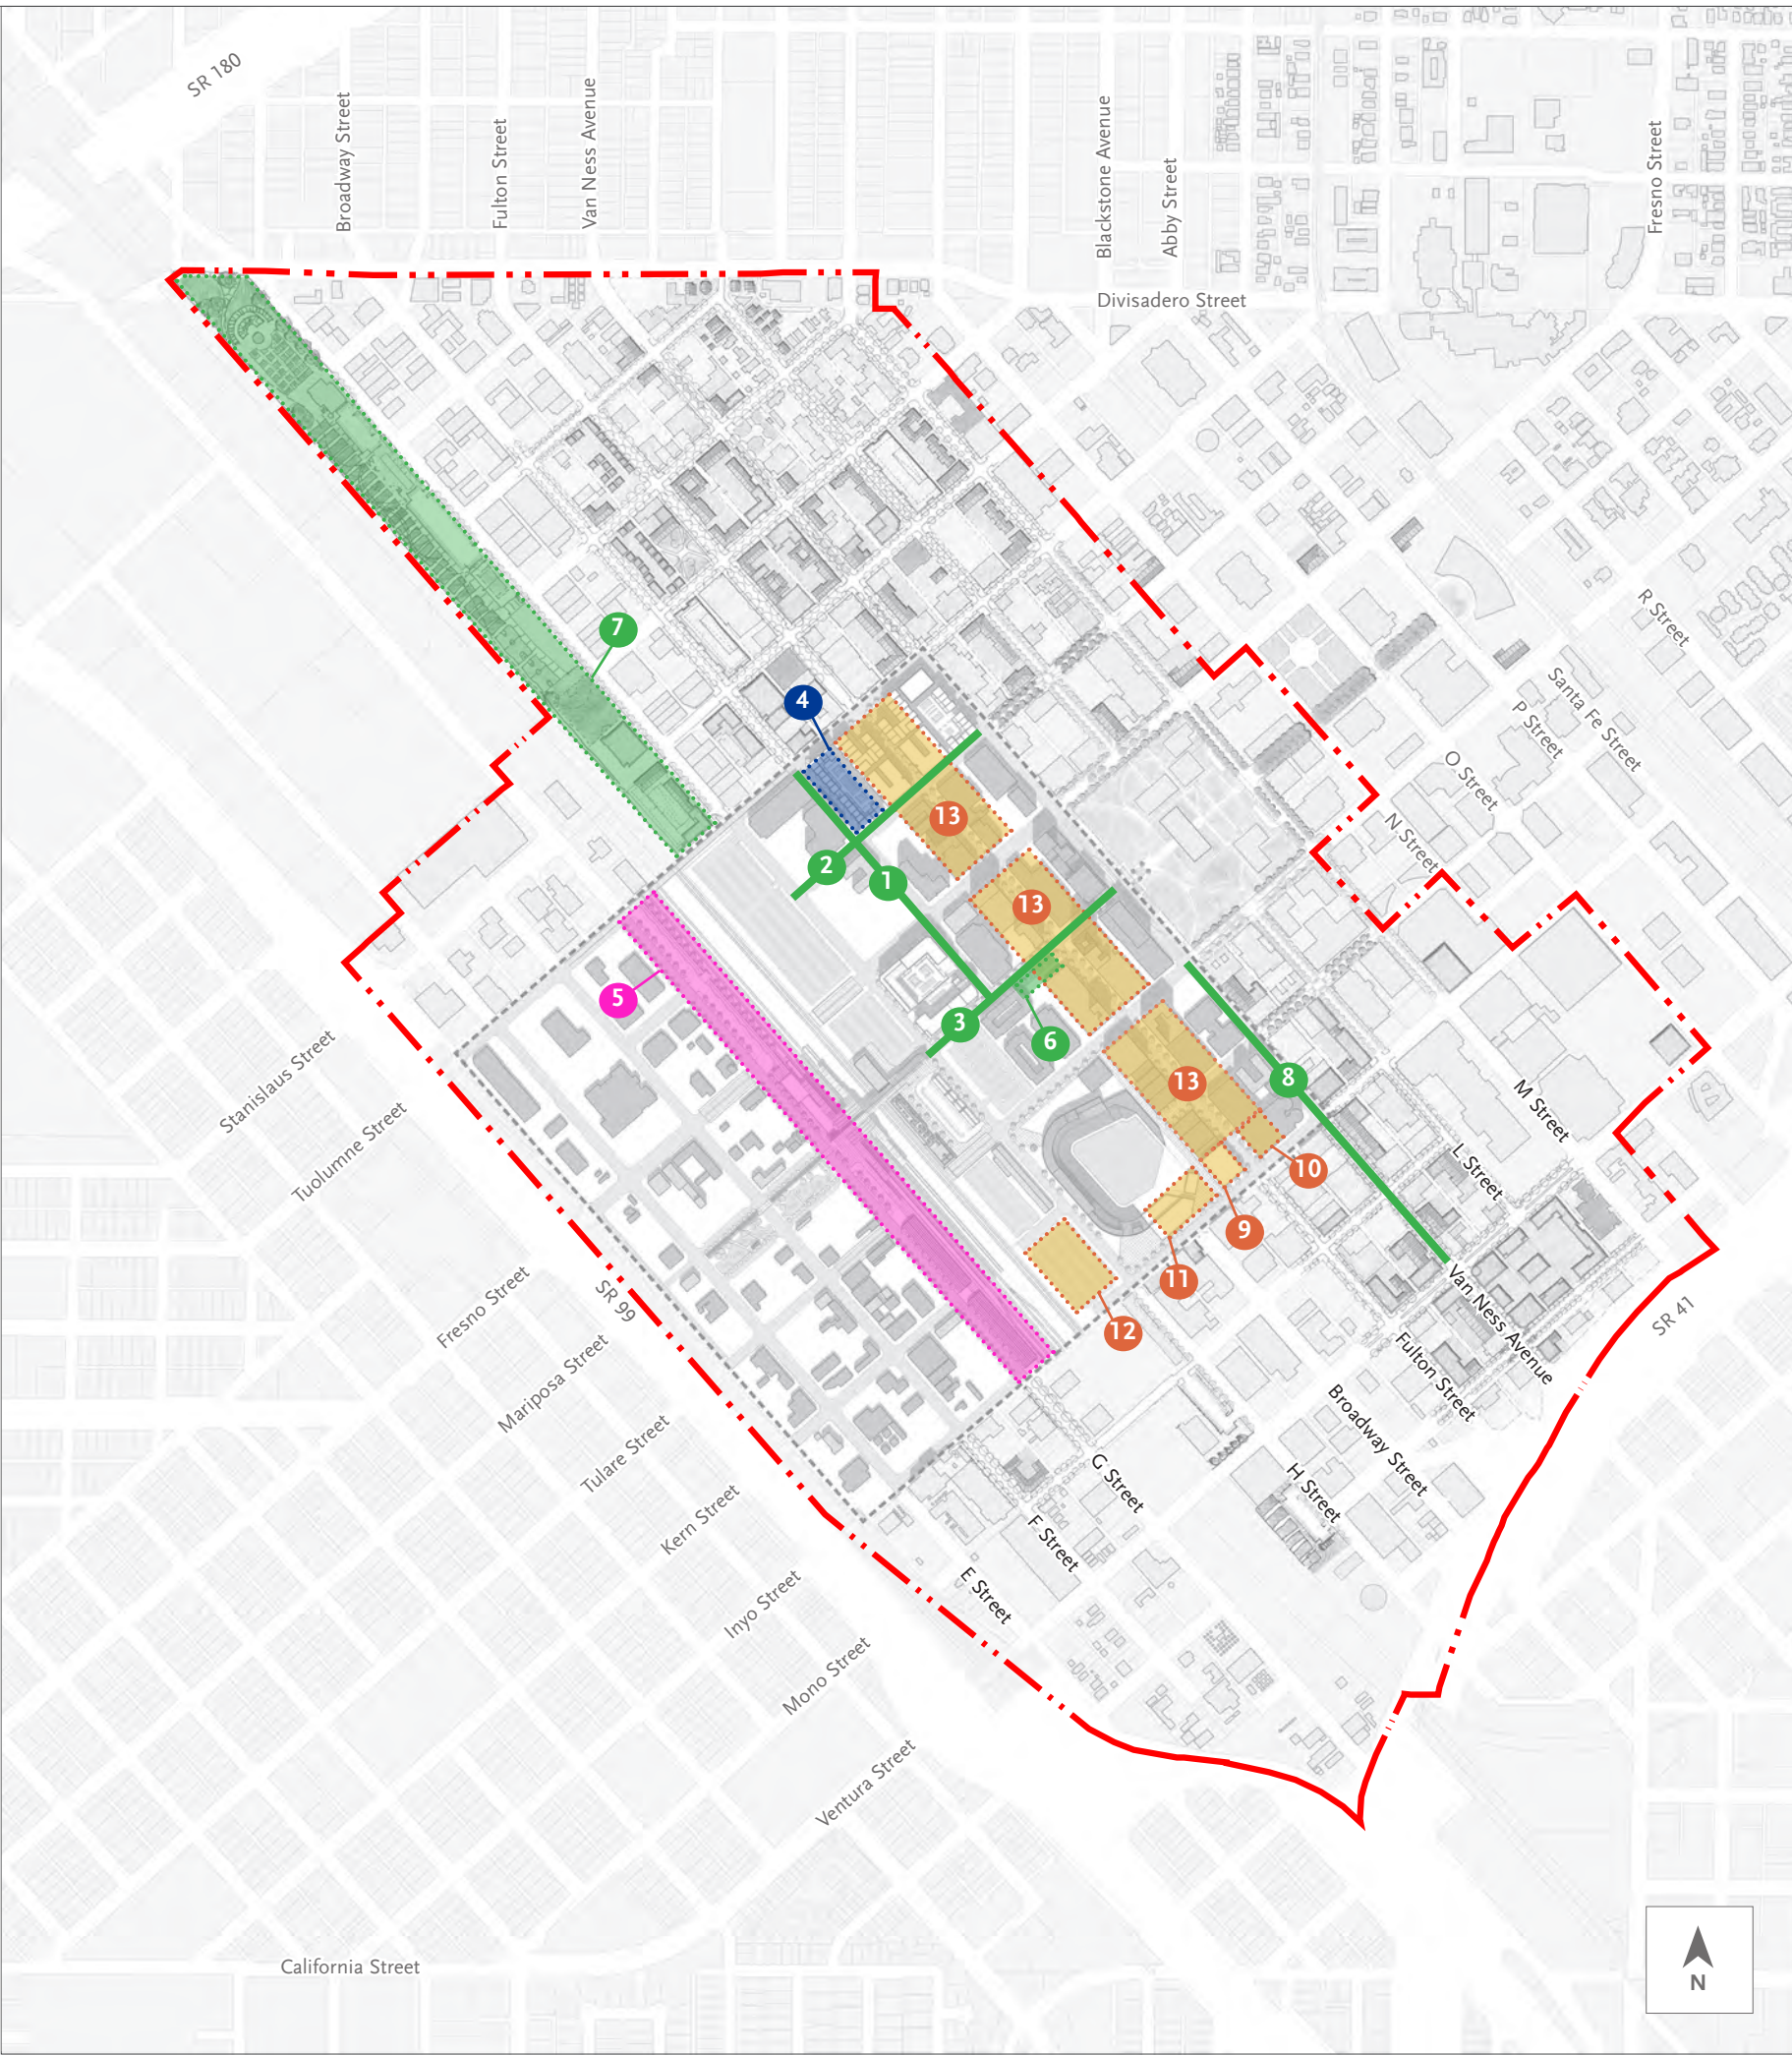 SR 180
Broadway Street
Fulton Street
Van Ness Avenue
Blackstone Avenue
Abby Street
Fresno Street
Divisadero Street
7
4
R Street
Santa Fe Street
P Street
O Street
N Street
13
2
1
13
5
3
6
13
8
M Street
L Street
10
9
11
12
Stanislaus Street
Tuolumne Street
Fresno Street
SR 99
Mariposa Street
Tulare Street
Kern Street
Inyo Street
Mono Street
Ventura Street
Van Ness Avenue
SR 41
Fulton Street
Broadway Street
H Street
G Street
F Street
E Street
California Street
N